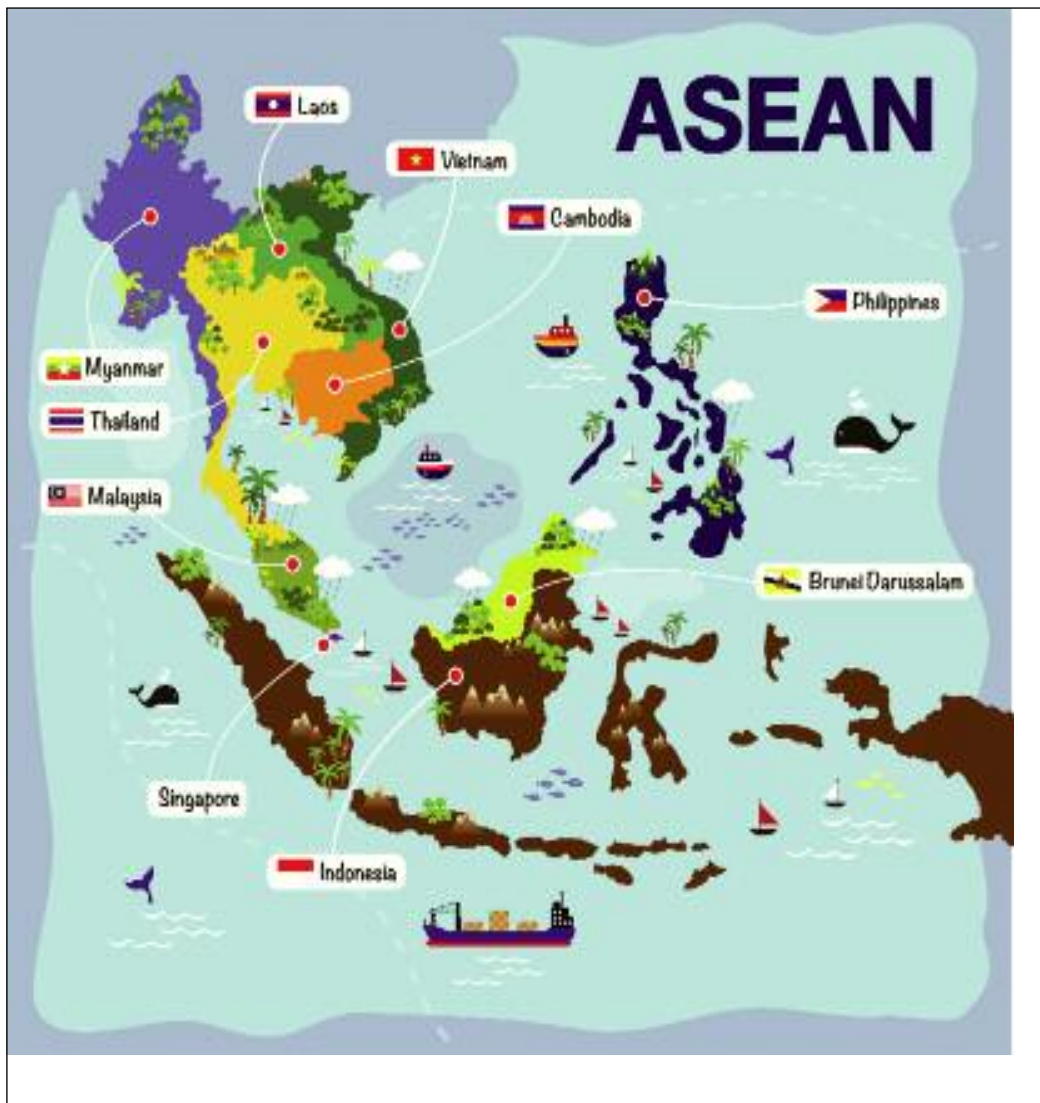 ASEAN
Laos
Vietnam
Cambodia
Philippines
Myanmar
Thailand
Malaysia
Brunei Darussalam
Singapore
Indonesia